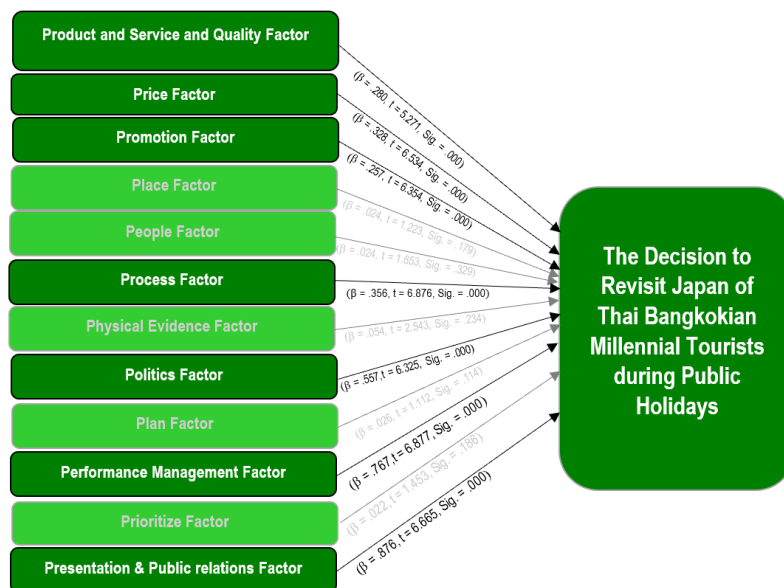 Product and Service and Quality Factor
(β = .280, t = 5.271, Sig. = .000)
Price Factor
(β = .328, t = 6.534, Sig. = .000)
Promotion Factor
(β = .257, t = 6.354, Sig. = .000)
Place Factor
(β = .024, t = 1.223, Sig. = .179)
People Factor
(β = .024, t = 1.653, Sig. = .329)
Process Factor
(β = .356, t = 6.876, Sig. = .000)
Physical Evidence Factor
(β = .054, t = 2.543, Sig. = .234)
Politics Factor
(β = .557,t = 6.325, Sig. = .000)
Plan Factor
(β = .026, t = 1.112, Sig. = .114)
Performance Management Factor
(β = .767,t = 6.877, Sig. = .000)
Prioritize Factor
(β = .022, t = 1.453, Sig. = .186)
Presentation & Public relations Factor
(β = .876, t = 6.665, Sig. = .000)
The Decision to
Revisit Japan of
Thai Bangkokian
Millennial Tourists
during Public
Holidays